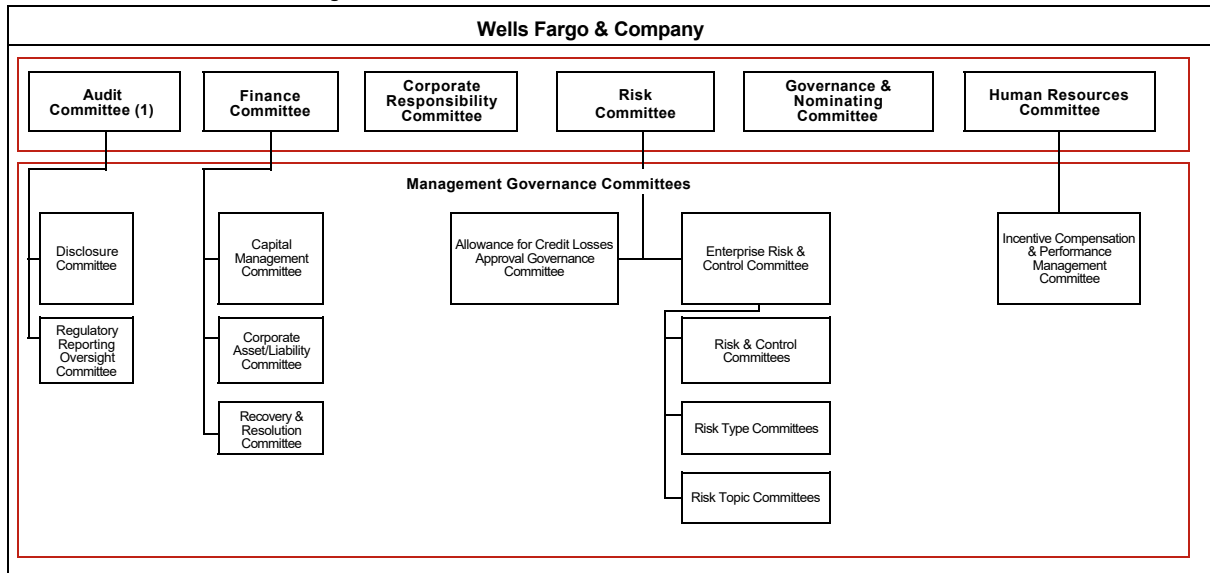 Wells Fargo & Company
Audit
Committee (1)
Finance
Committee
Corporate
Responsibility
Committee
Risk
Committee
Governance &
Nominating
Committee
Human Resources
Committee
Management Governance Committees
Disclosure
Committee
Capital
Management
Committee
Allowance for Credit Losses
Approval Governance
Committee
Enterprise Risk &
Control Committee
Incentive Compensation
& Performance
Management
Committee
Regulatory
Reporting
Oversight
Committee
Corporate
Asset/Liability
Committee
Risk & Control
Committees
Recovery &
Resolution
Committee
Risk Type Committees
Risk Topic Committees